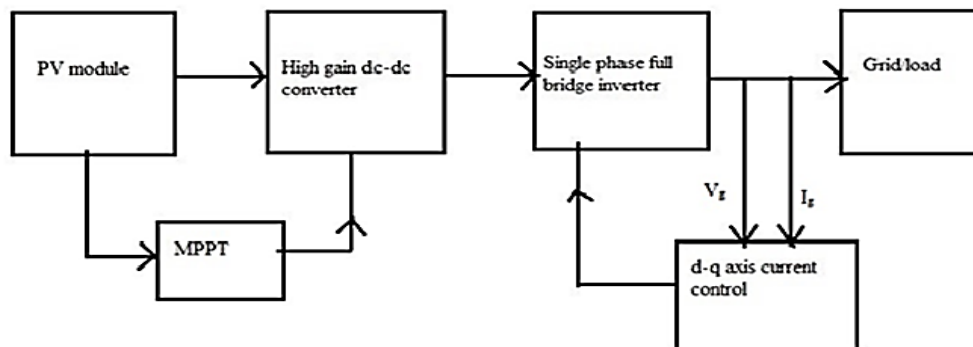 PV module
High gain dc-dc
converter
Single phase full
bridge inverter
Grid/load
MPPT
Vg
Ig
d-q axis current
control